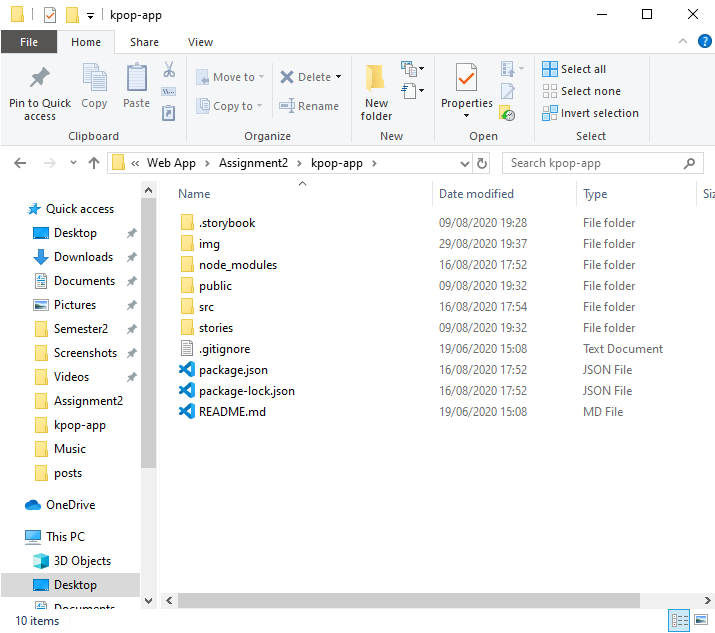 kpop-app
File Home Share View
Pin to Quick access
Copy
Paste
Clipboard
Move to
Copy to
Delete
Rename
Organize
New folder
New
Properties
Open
Select all
Select none
Invert selection
Select
« Web App > Assignment2 > kpop-app >
Search kpop-app
Name Date modified Type Siz
Quick access
Desktop
Downloads
Documents
Pictures
Semester2
Screenshots
Videos
Assignment2
kpop-app
Music
posts
OneDrive
This PC
3D Objects
Desktop
Documents
.storybook 09/08/2020 19:28 File folder
img 29/08/2020 19:37 File folder
node_modules 16/08/2020 17:52 File folder
public 09/08/2020 19:32 File folder
src 16/08/2020 17:54 File folder
stories 09/08/2020 19:32 File folder
.gitignore 19/06/2020 15:08 Text Document
package.json 16/08/2020 17:52 JSON File
package-lock.json 16/08/2020 17:52 JSON File
README.md 19/06/2020 15:08 MD File
10 items